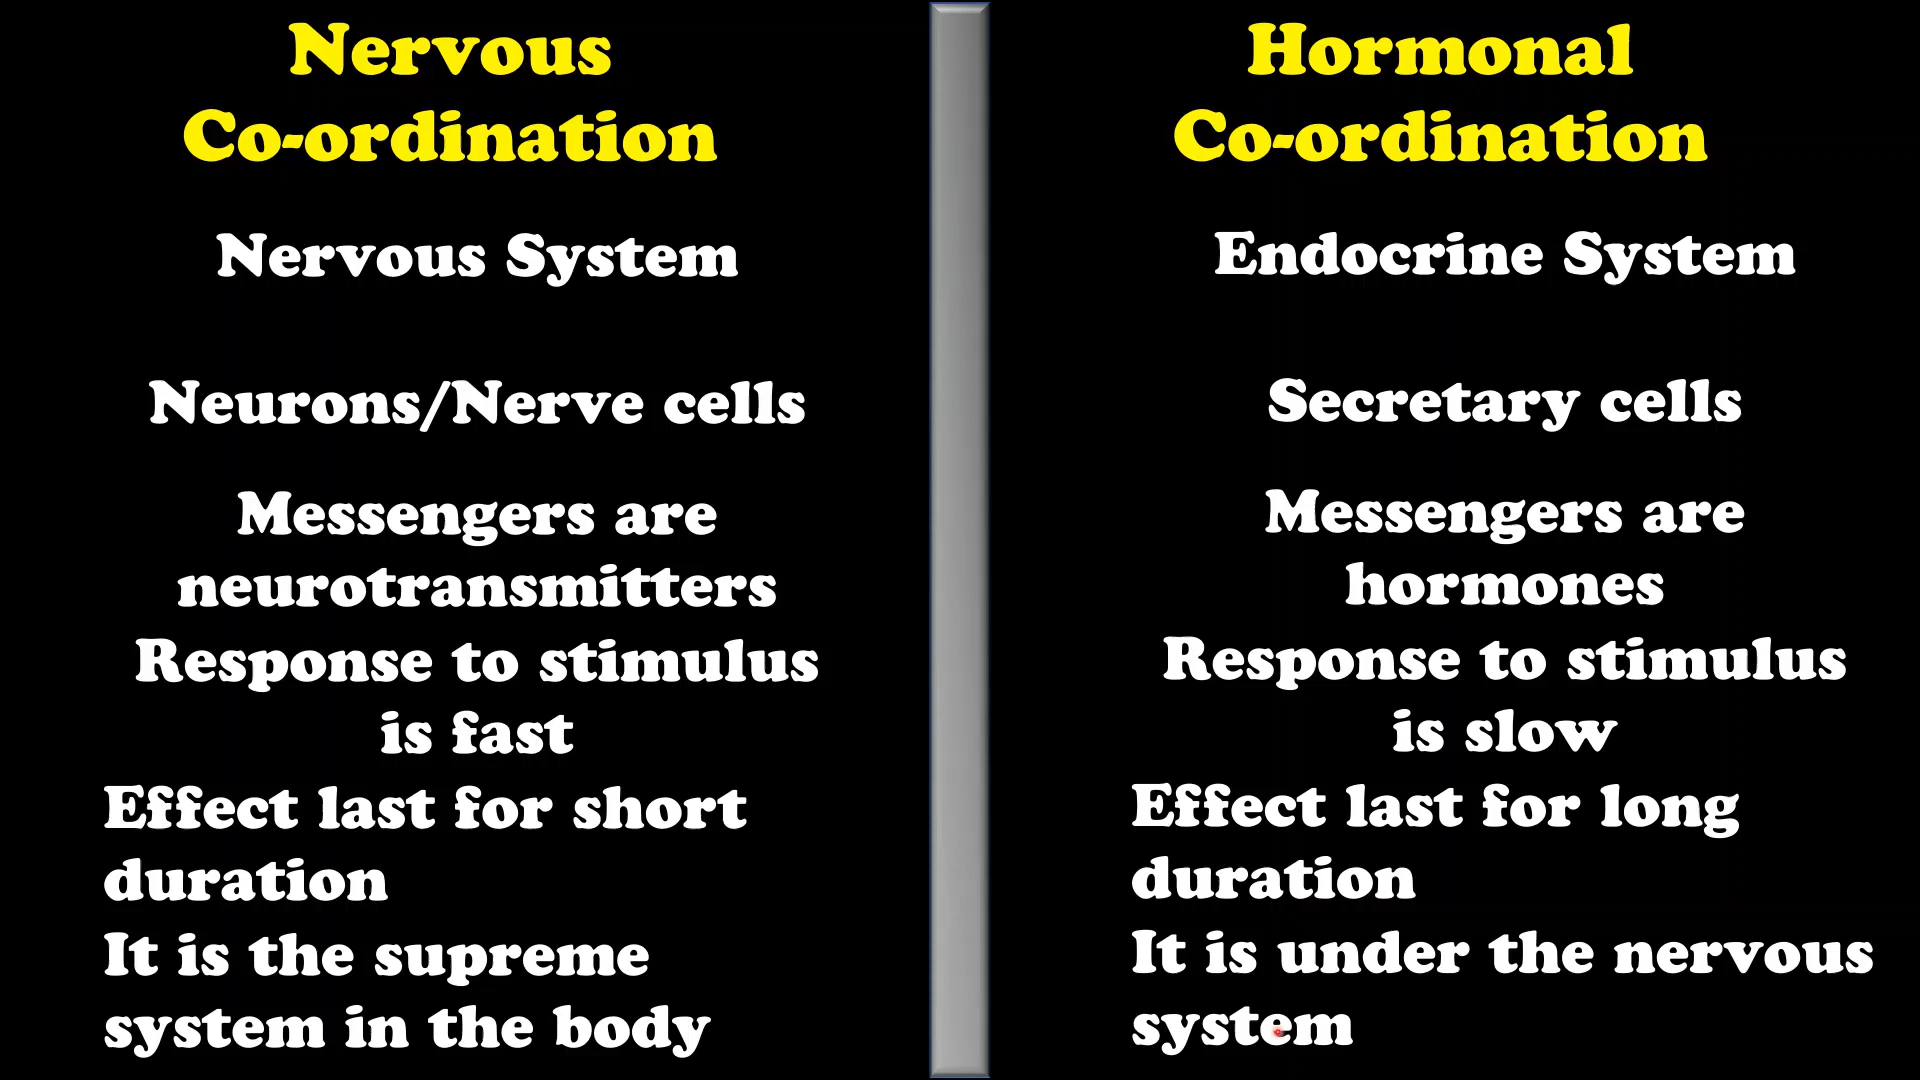 Nervous
Co-ordination
Nervous System
Neurons/Nerve cells
Messengers are
neurotransmitters
Response to stimulus
is fast
Effect last for short
duration
It is the supreme
system in the body
Hormonal
Co-ordination
Endocrine System
Secretary cells
Messengers are
hormones
Response to stimulus
is slow
Effect last for long
duration
It is under the nervous
system